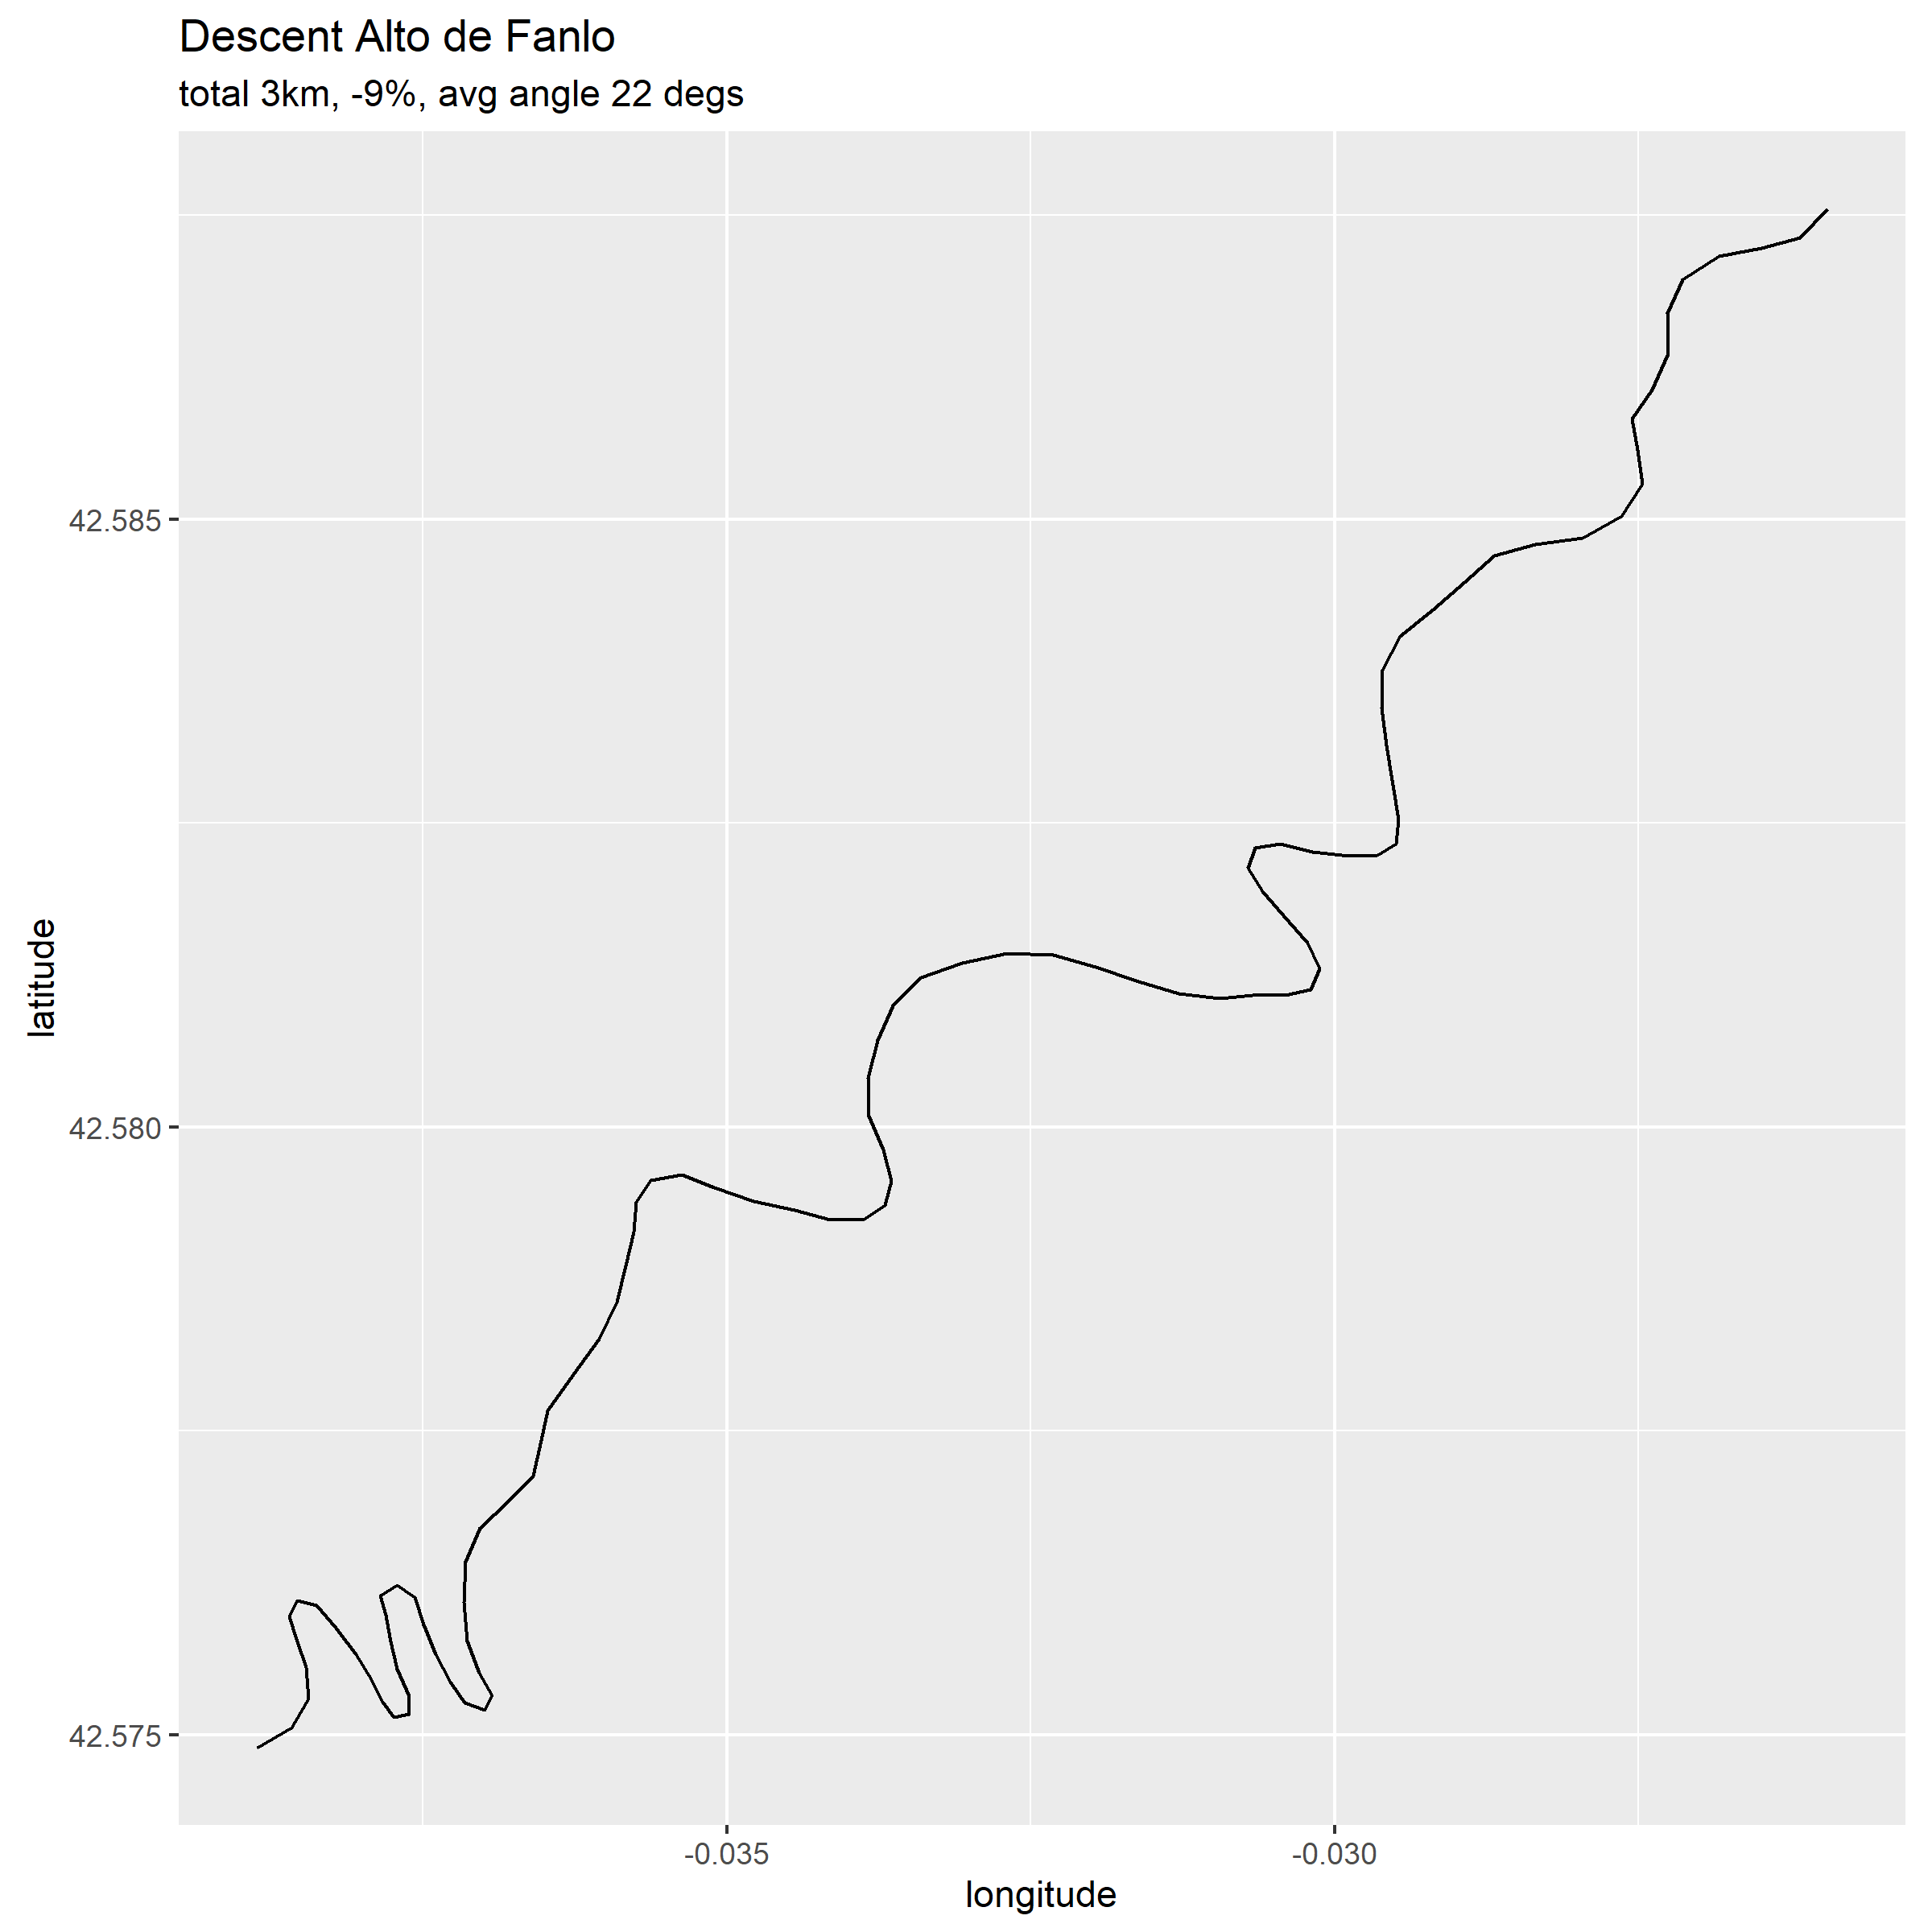 Descent Alto de Fanlo
total 3km, -9%, avg angle 22 degs
latitude
42.585
42.580
42.575
-0.035 -0.030
longitude